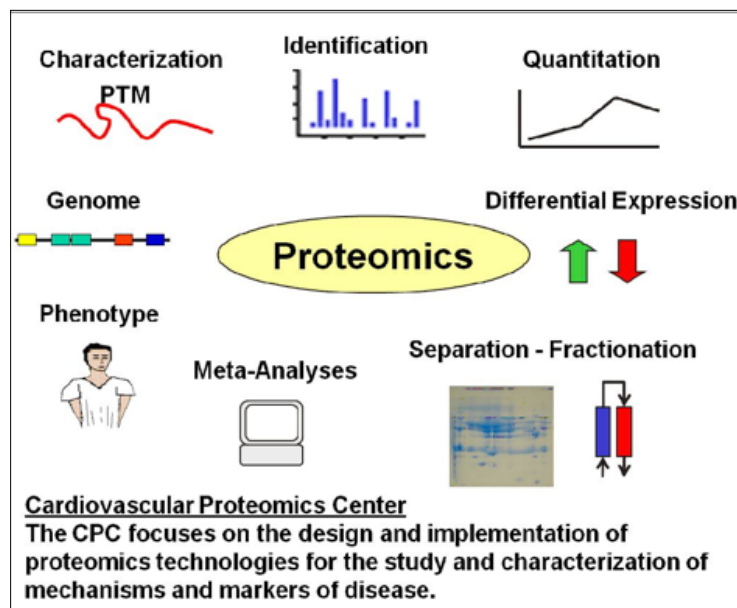 Characterization
PTM
Identification
Quantitation
Genome
Proteomics
Differential Expression
Phenotype
Meta-Analyses
Separation - Fractionation
Cardiovascular Proteomics Center
The CPC focuses on the design and implementation of
proteomics technologies for the study and characterization of
mechanisms and markers of disease.